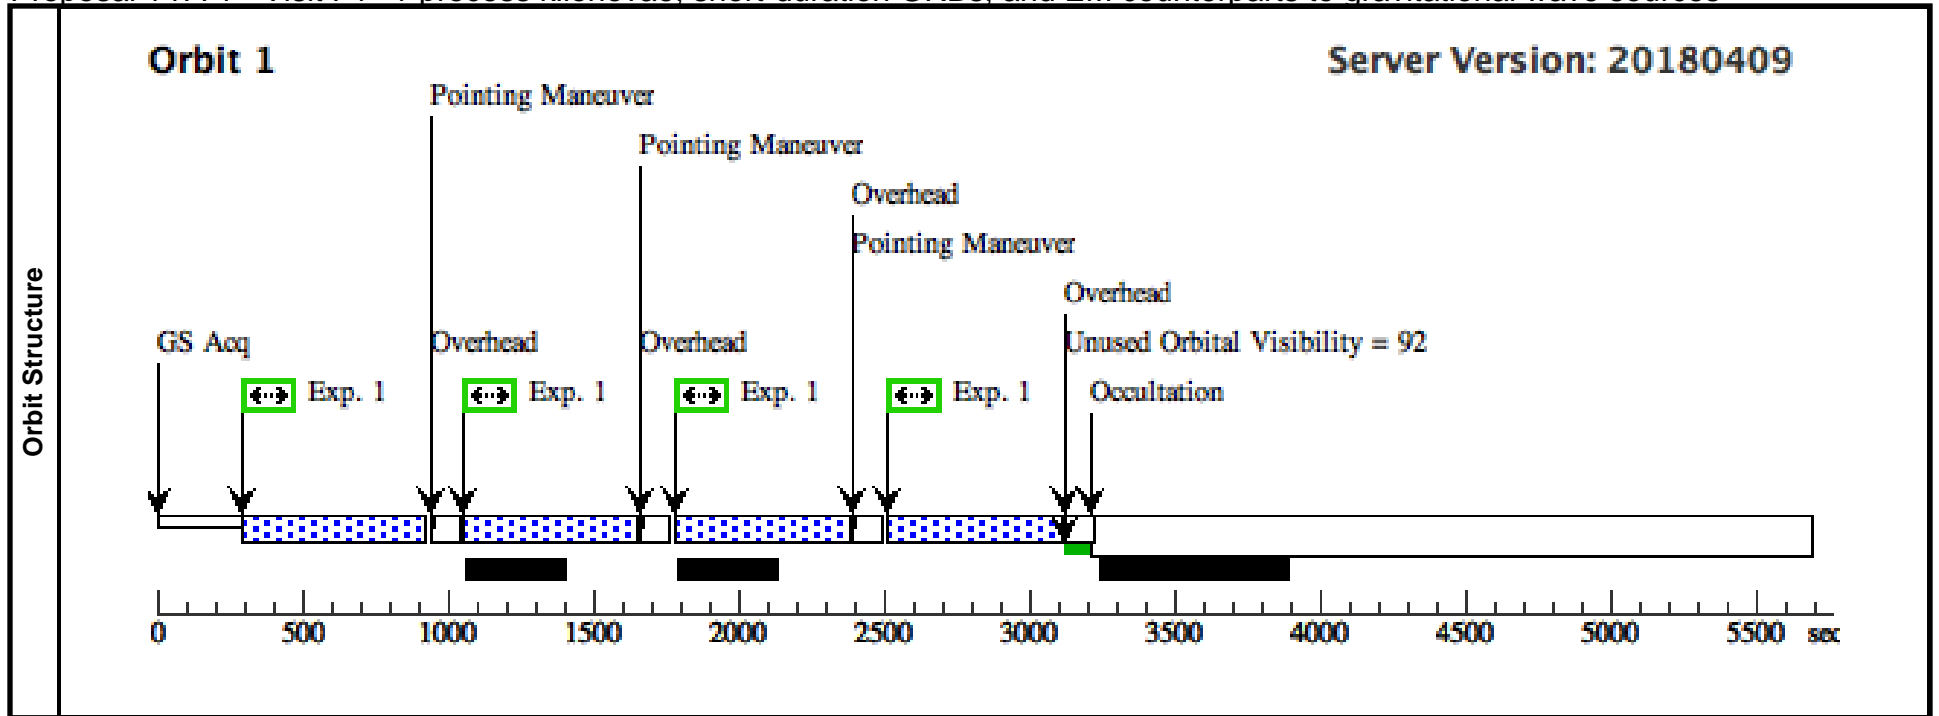 Orbit 1
Server Version: 20180409
Pointing Maneuver
Pointing Maneuver
Overhead
Pointing Maneuver
Overhead
GS Acq
Overhead
Overhead
Unused Orbital Visibility = 92
Exp. 1
Exp. 1
Exp. 1
Exp. 1
Occultation
Orbit Structure
0 500 1000 1500 2000 2500 3000 3500 4000 4500 5000 5500 sec